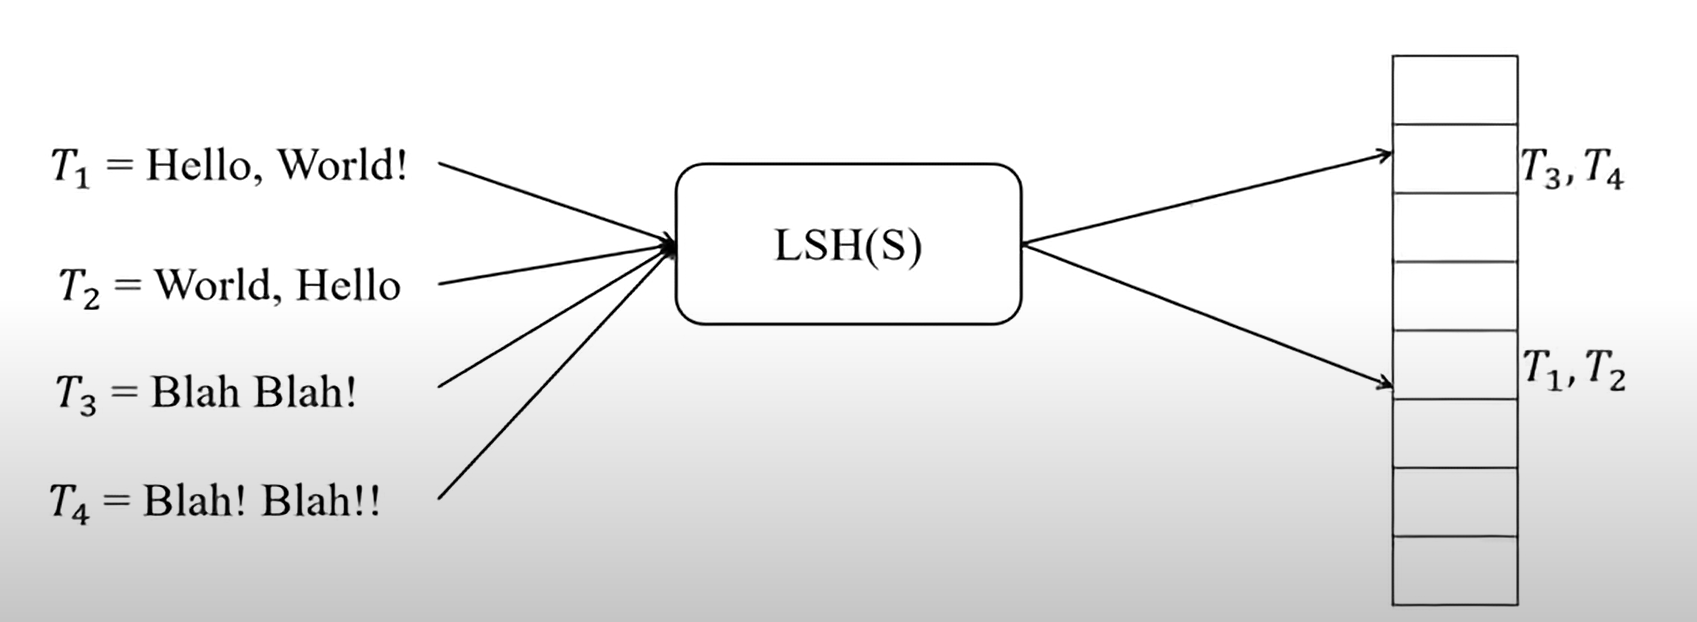 T₁ = Hello, World!
T₂ = World, Hello
T₃ = Blah Blah!
T₄ = Blah! Blah!!
LSH(S)
T₃, T₄
T₁, T₂